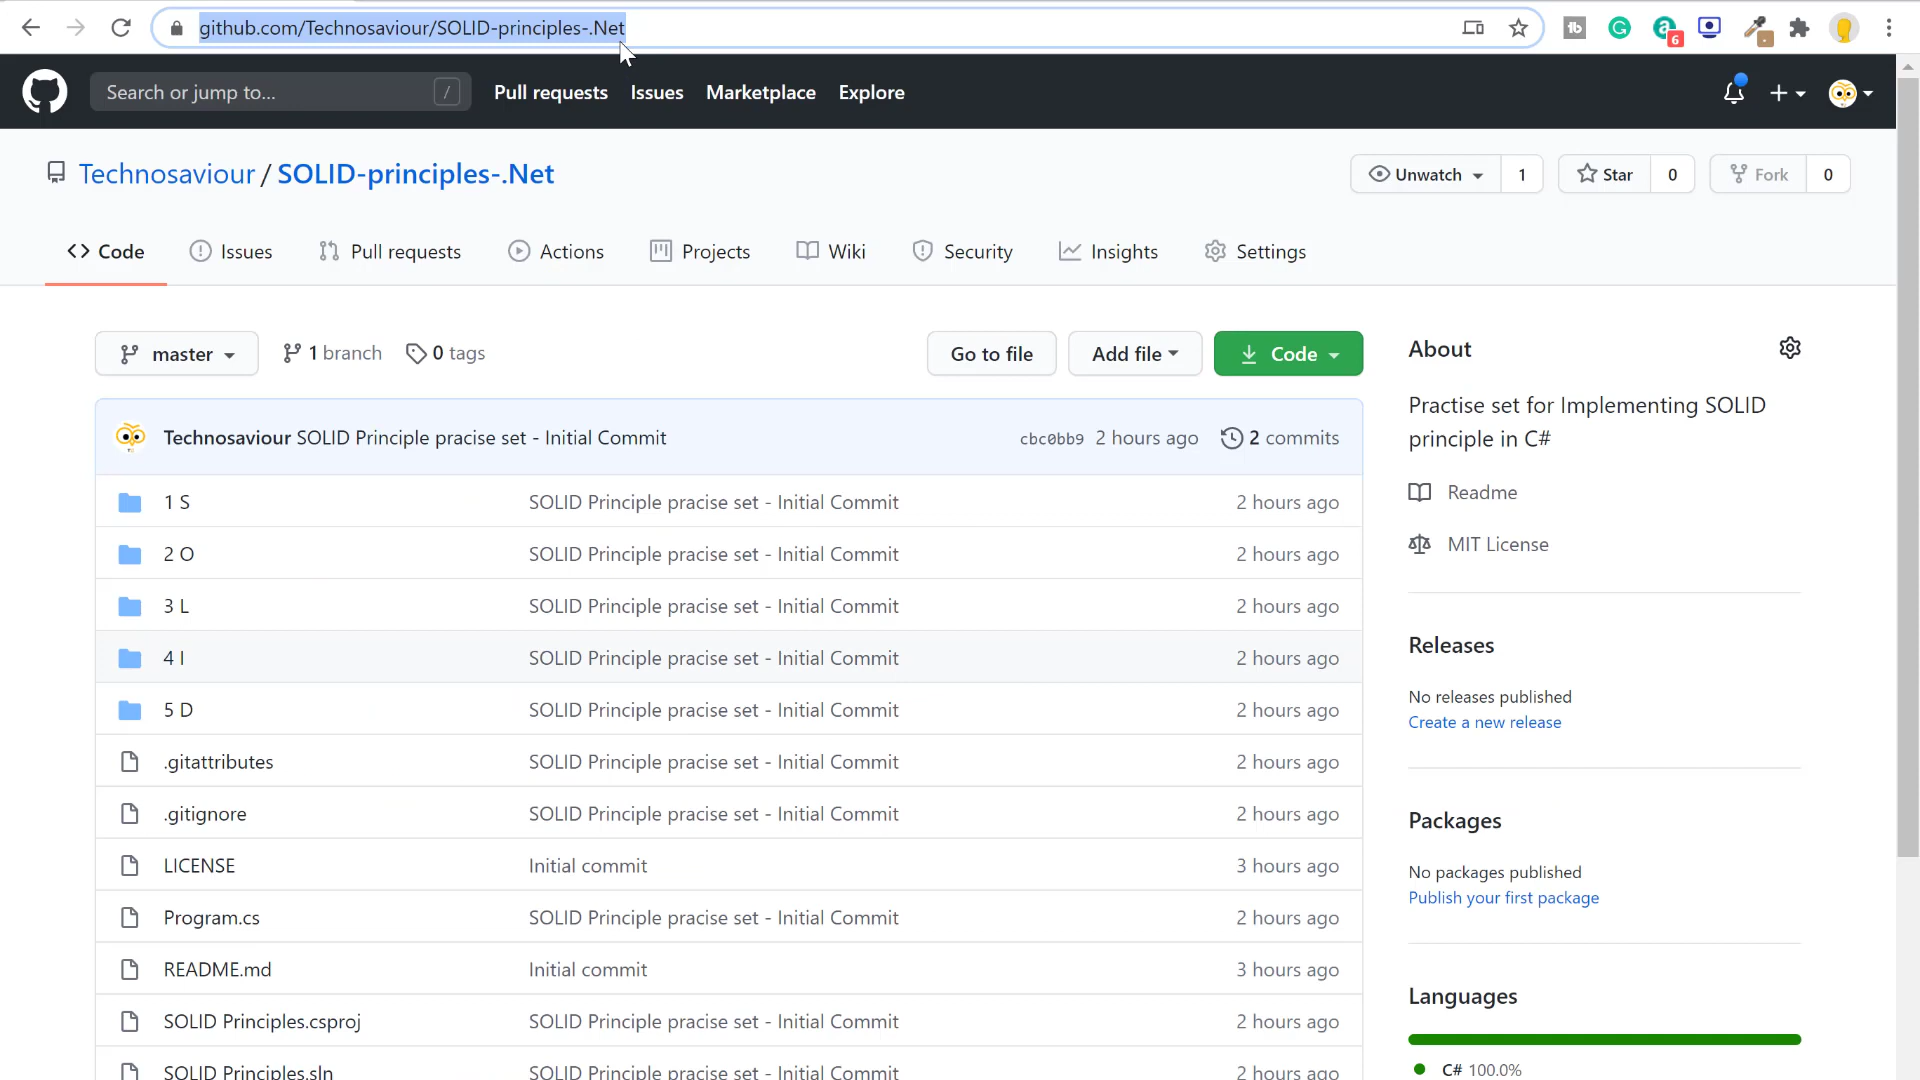 github.com/Technosaviour/SOLID-principles-.Net
6
Search or jump to...
/
Pull requests
Issues
Marketplace
Explore
Technosaviour / SOLID-principles-.Net
Unwatch 1
Star 0
Fork 0
Code
Issues
Pull requests
Actions
Projects
Wiki
Security
Insights
Settings
master
1 branch
0 tags
Go to file
Add file
Code
Technosaviour SOLID Principle pracise set - Initial Commit cbc0bb9 2 hours ago 2 commits
1 S SOLID Principle pracise set - Initial Commit 2 hours ago
2 O SOLID Principle pracise set - Initial Commit 2 hours ago
3 L SOLID Principle pracise set - Initial Commit 2 hours ago
4 I SOLID Principle pracise set - Initial Commit 2 hours ago
5 D SOLID Principle pracise set - Initial Commit 2 hours ago
.gitattributes SOLID Principle pracise set - Initial Commit 2 hours ago
.gitignore SOLID Principle pracise set - Initial Commit 2 hours ago
LICENSE Initial commit 3 hours ago
Program.cs SOLID Principle pracise set - Initial Commit 2 hours ago
README.md Initial commit 3 hours ago
SOLID Principles.csproj SOLID Principle pracise set - Initial Commit 2 hours ago
SOLID Principles.sln SOLID Principle pracise set - Initial Commit 2 hours ago
About
Practise set for Implementing SOLID
principle in C#
Readme
MIT License
Releases
No releases published
Create a new release
Packages
No packages published
Publish your first package
Languages
C# 100.0%